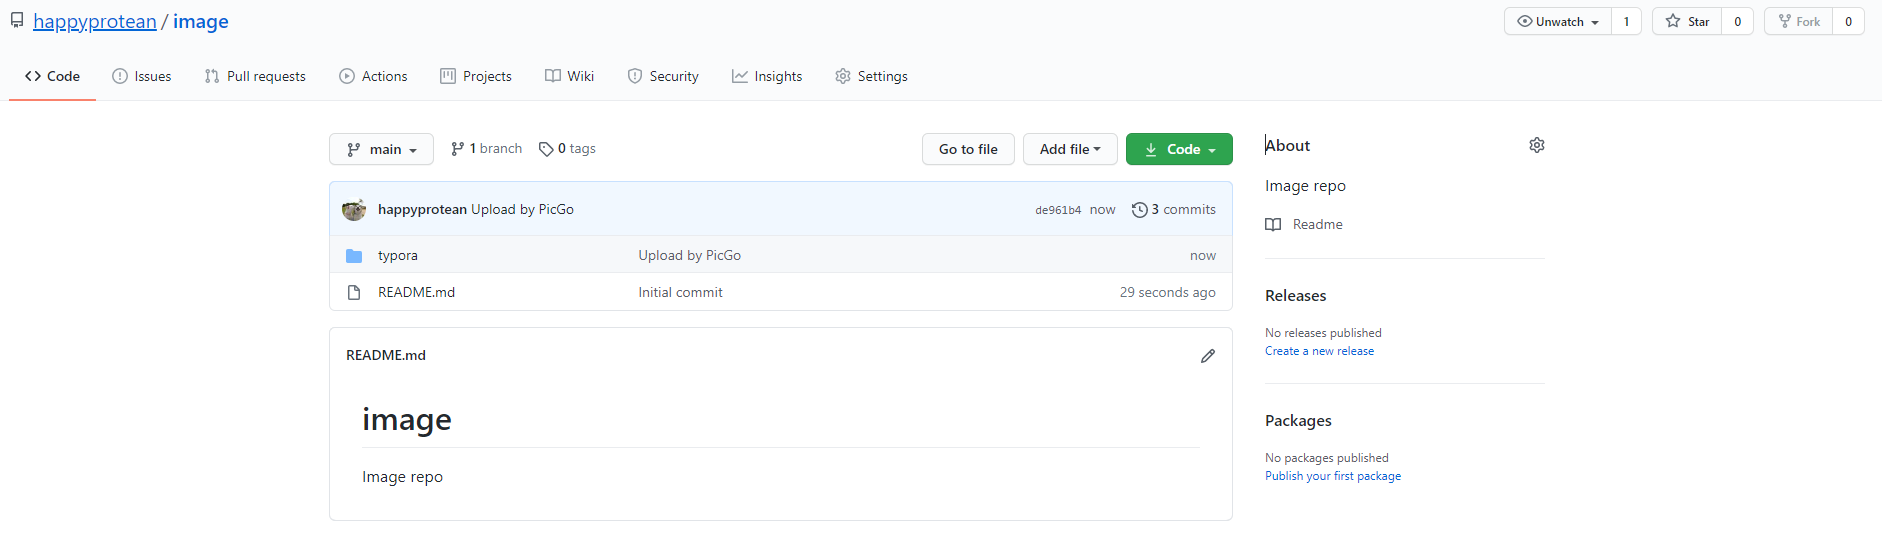 happyprotean / image
Unwatch 1 Star 0 Fork 0
Code Issues Pull requests Actions Projects Wiki Security Insights Settings
main 1 branch 0 tags Go to file Add file Code
happyprotean Upload by PicGo de961b4 now 3 commits
typora Upload by PicGo now
README.md Initial commit 29 seconds ago
README.md
image
Image repo
About
Image repo
Readme
Releases
No releases published
Create a new release
Packages
No packages published
Publish your first package